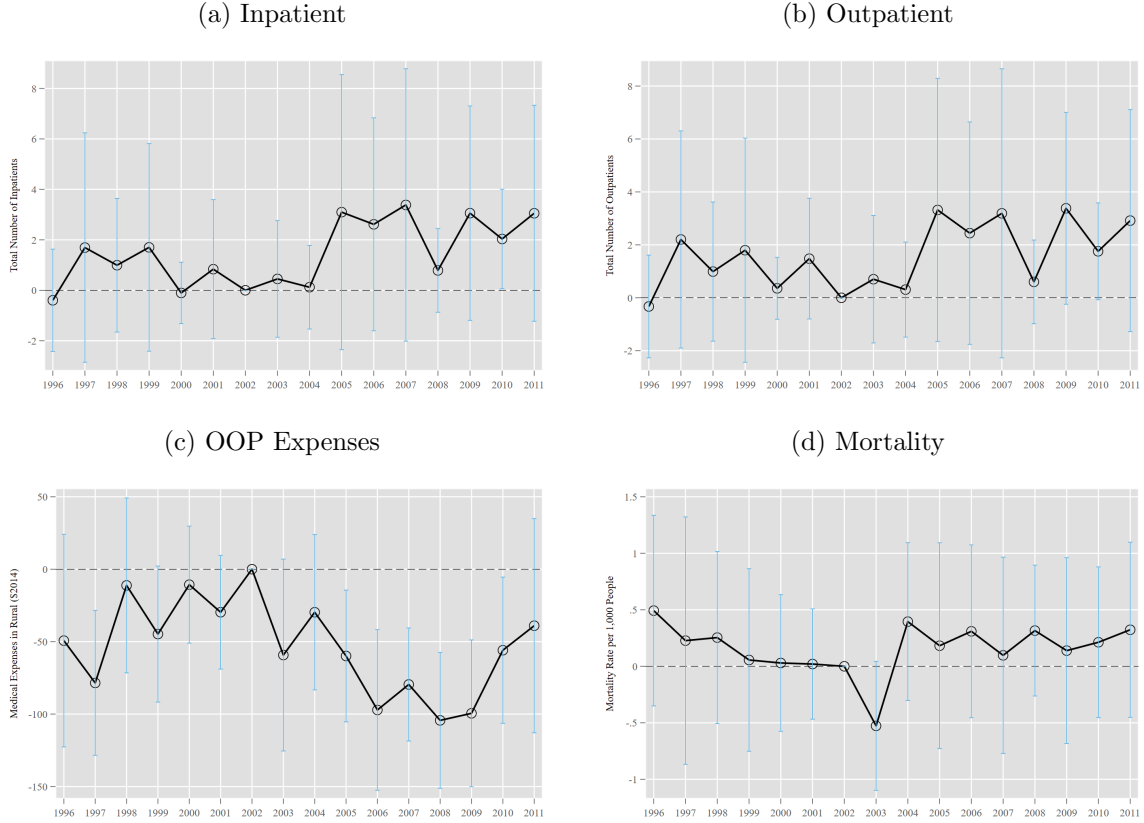 (a) Inpatient
8
6
4
2
0
-2
Total Number of Inpatients
1996 1997 1998 1999 2000 2001 2002 2003 2004 2005 2006 2007 2008 2009 2010 2011
(b) Outpatient
8
6
4
2
0
-2
Total Number of Outpatients
1996 1997 1998 1999 2000 2001 2002 2003 2004 2005 2006 2007 2008 2009 2010 2011
(c) OOP Expenses
50
0
-50
-100
-150
Medical Expenses in Rural ($2014)
1996 1997 1998 1999 2000 2001 2002 2003 2004 2005 2006 2007 2008 2009 2010 2011
(d) Mortality
1.5
1
.5
0
-.5
-1
Mortality Rate per 1,000 People
1996 1997 1998 1999 2000 2001 2002 2003 2004 2005 2006 2007 2008 2009 2010 2011